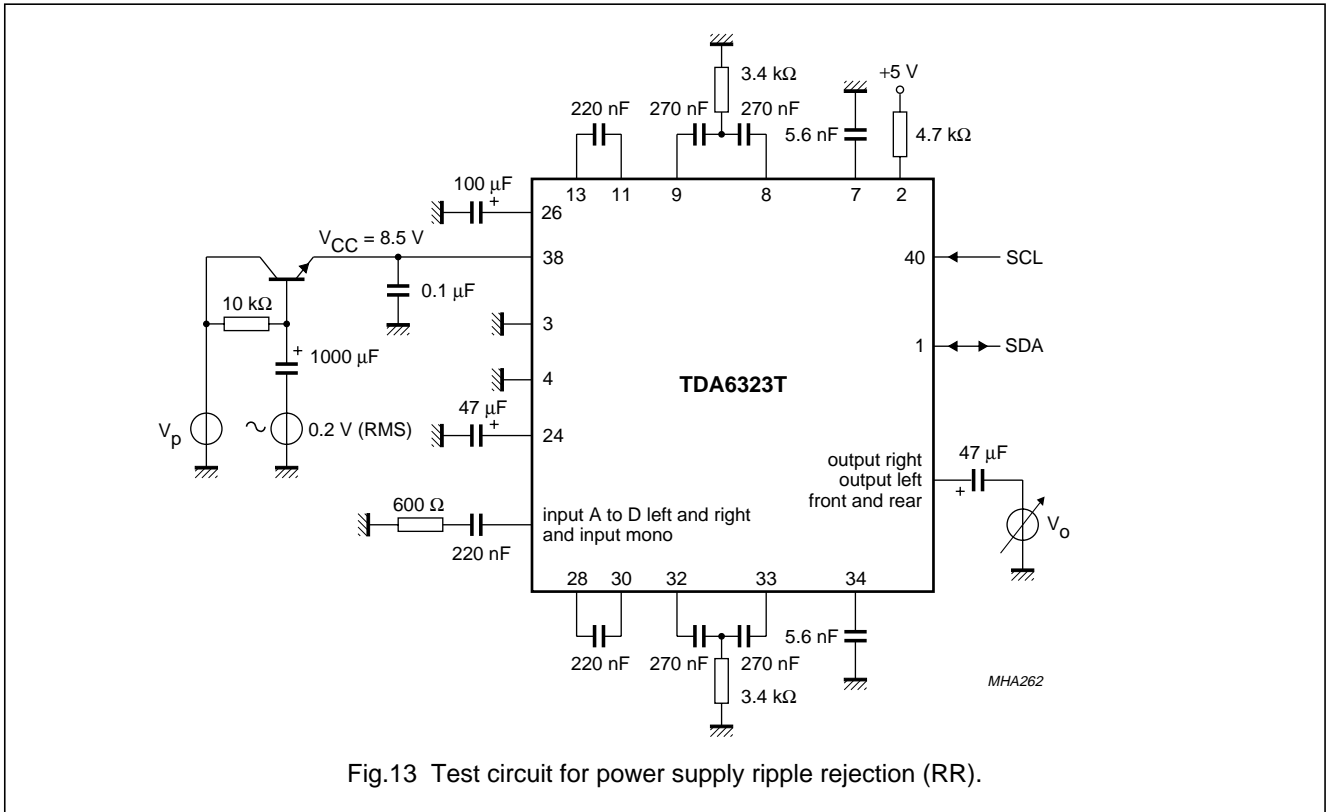 3.4 kΩ
+5 V
220 nF
270 nF
270 nF
5.6 nF
4.7 kΩ
13
11
9
8
7
2
100 μF
+
26
VCC = 8.5 V
38
40
SCL
0.1 μF
10 kΩ
3
+
1000 μF
1
SDA
4
TDA6323T
47 μF
+
Vp
0.2 V (RMS)
24
output right
output left
front and rear
47 μF
+
600 Ω
input A to D left and right
and input mono
220 nF
Vo
28
30
32
33
34
220 nF
270 nF
270 nF
5.6 nF
3.4 kΩ
MHA262
Fig.13 Test circuit for power supply ripple rejection (RR).